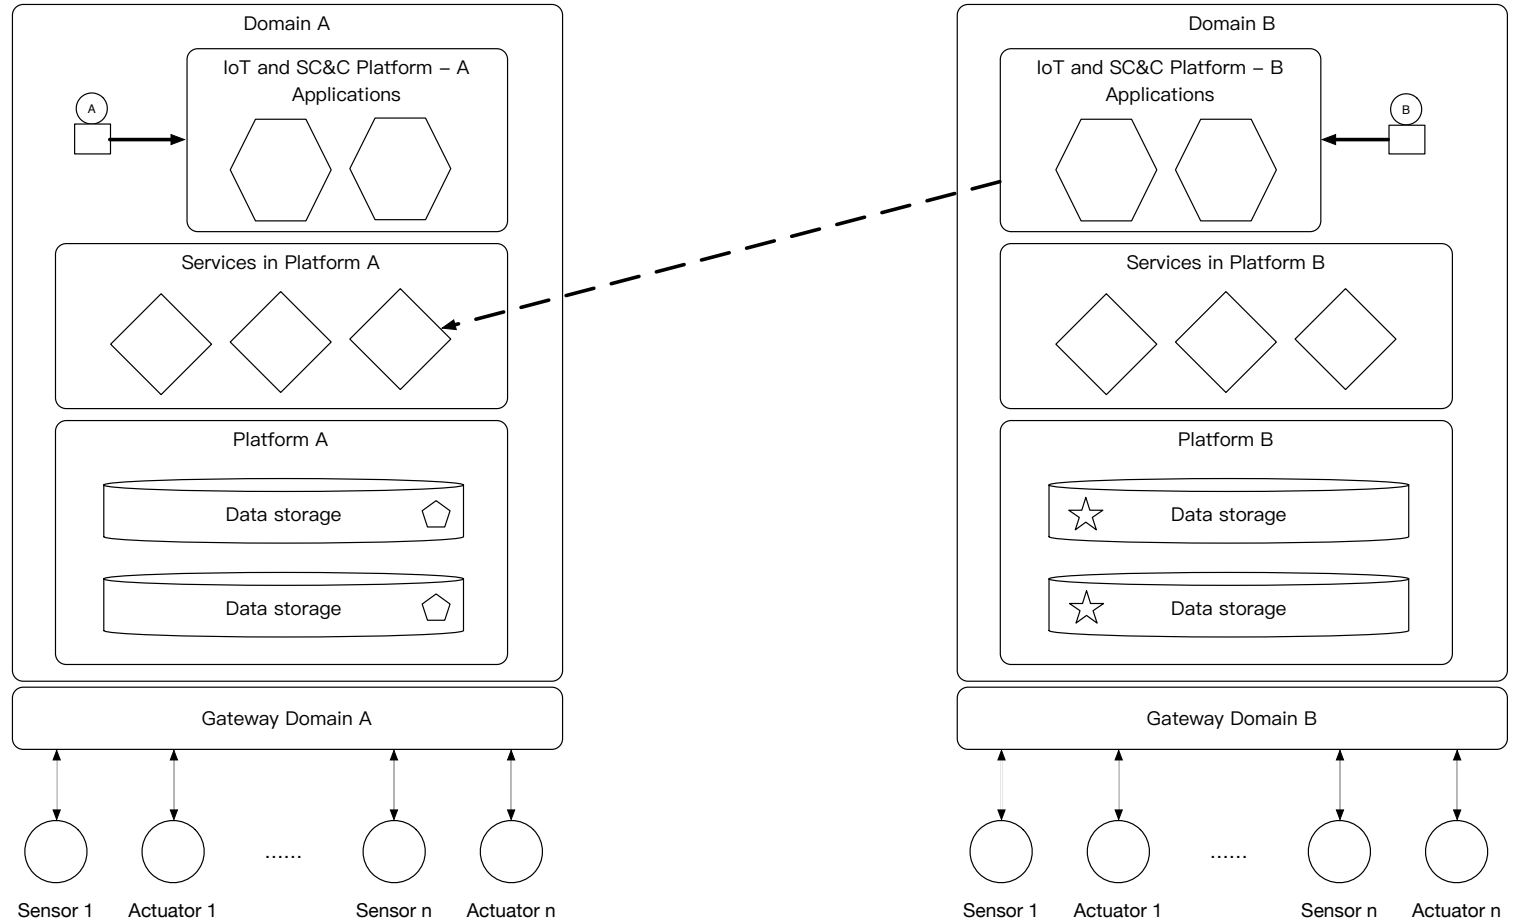 Domain A
IoT and SC&C Platform – A
Applications
A
Services in Platform A
Platform A
Data storage
Data storage
Gateway Domain A
Sensor 1
Actuator 1
......
Sensor n
Actuator n
Domain B
IoT and SC&C Platform – B
Applications
B
Services in Platform B
Platform B
Data storage
Data storage
Gateway Domain B
Sensor 1
Actuator 1
......
Sensor n
Actuator n